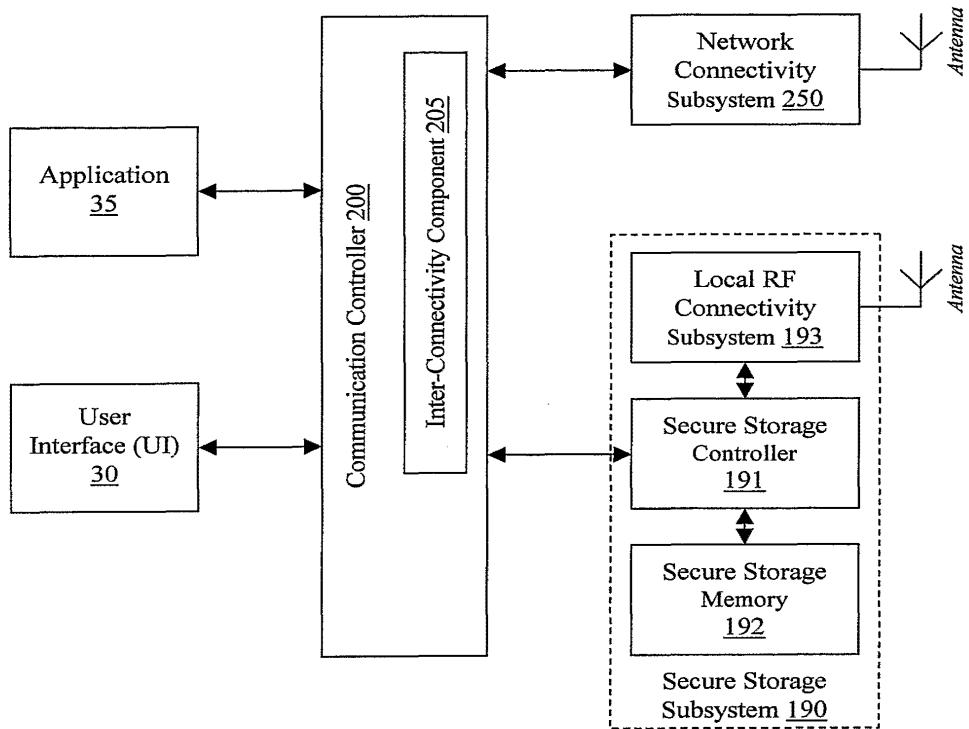 Application
35
User
Interface (UI)
30
Communication Controller 200
Inter-Connectivity Component 205
Network
Connectivity
Subsystem 250
Antenna
Local RF
Connectivity
Subsystem 193
Antenna
Secure Storage
Controller
191
Secure Storage
Memory
192
Secure Storage
Subsystem 190